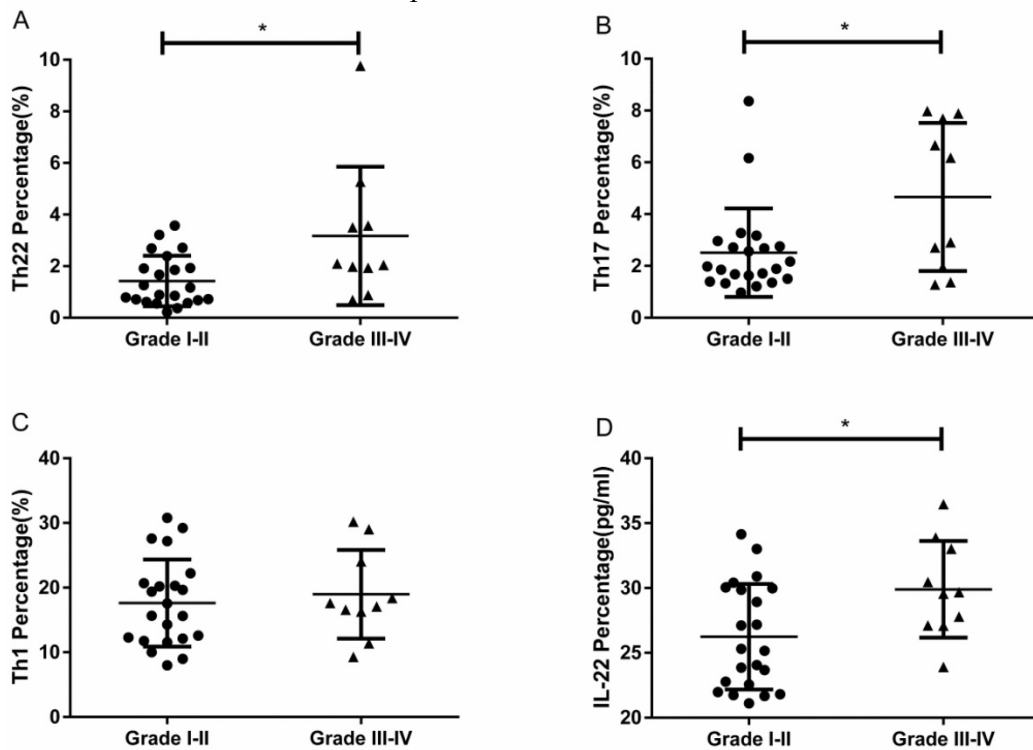 A
*
Th22 Percentage(%)
10
8
6
4
2
0
Grade I-II
Grade III-IV
B
*
Th17 Percentage(%)
10
8
6
4
2
0
Grade I-II
Grade III-IV
C
Th1 Percentage(%)
40
30
20
10
0
Grade I-II
Grade III-IV
D
*
IL-22 Percentage(pg/ml)
40
35
30
25
20
Grade I-II
Grade III-IV